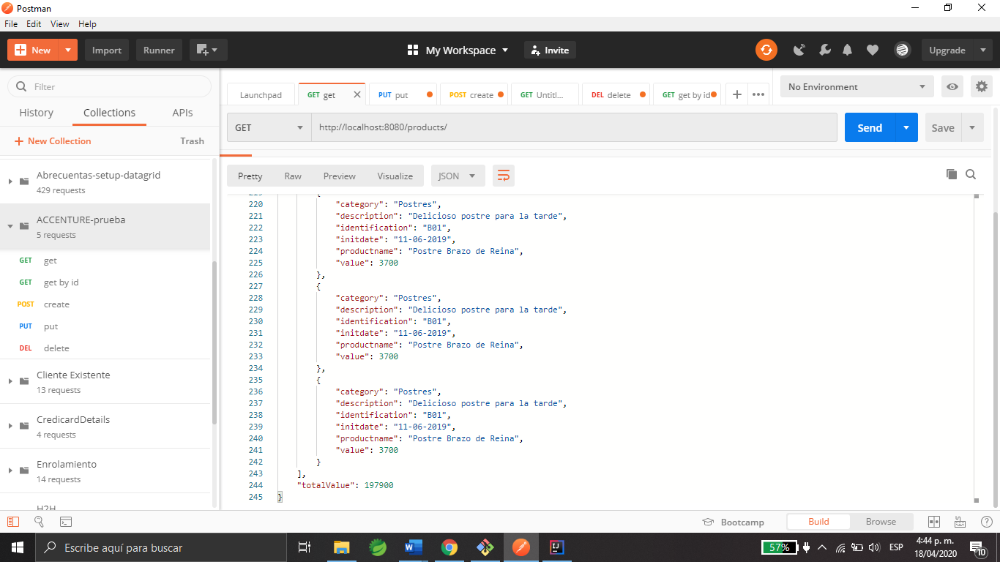 Postman
File Edit View Help
New Import Runner My Workspace Invite Upgrade
Filter
History Collections APIs
New Collection Trash
Abrecuentas-setup-datagrid
429 requests
ACCENTURE-prueba
5 requests
GET get
GET get by id
POST create
PUT put
DEL delete
Cliente Existente
13 requests
CredicardDetails
4 requests
Enrolamiento
14 requests
H2H
Launchpad GET get PUT put POST create GET Untitl... DEL delete GET get by id No Environment
GET http://localhost:8080/products/ Send Save
Pretty Raw Preview Visualize JSON
219 {
220 "category": "Postres",
221 "description": "Delicioso postre para la tarde",
222 "identification": "B01",
223 "initdate": "11-06-2019",
224 "productname": "Postre Brazo de Reina",
225 "value": 3700
226 },
227 {
228 "category": "Postres",
229 "description": "Delicioso postre para la tarde",
230 "identification": "B01",
231 "initdate": "11-06-2019",
232 "productname": "Postre Brazo de Reina",
233 "value": 3700
234 },
235 {
236 "category": "Postres",
237 "description": "Delicioso postre para la tarde",
238 "identification": "B01",
239 "initdate": "11-06-2019",
240 "productname": "Postre Brazo de Reina",
241 "value": 3700
242 }
243 ],
244 "totalValue": 197900
245 }
Bootcamp Build Browse
Escribe aquí para buscar
57% ESP
4:44 p. m.
18/04/2020
10